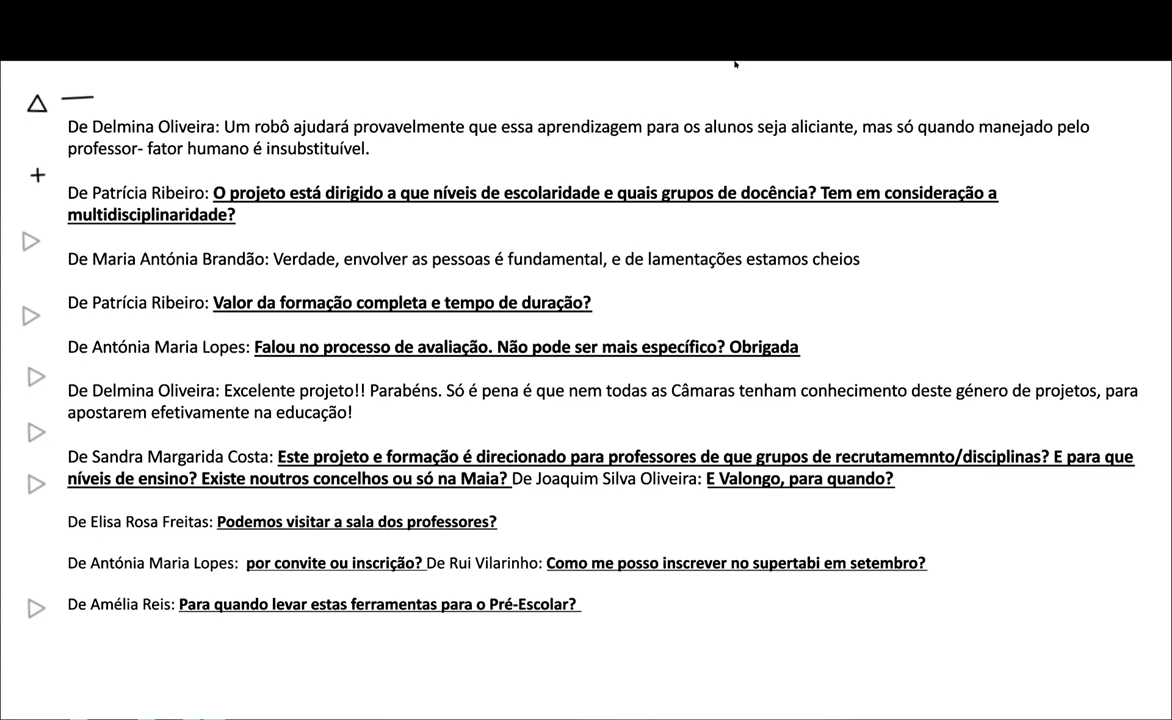 De Delmina Oliveira: Um robô ajudará provavelmente que essa aprendizagem para os alunos seja aliciante, mas só quando manejado pelo
professor- fator humano é insubstituível.
De Patrícia Ribeiro: O projeto está dirigido a que níveis de escolaridade e quais grupos de docência? Tem em consideração a
multidisciplinaridade?
De Maria Antónia Brandão: Verdade, envolver as pessoas é fundamental, e de lamentações estamos cheios
De Patrícia Ribeiro: Valor da formação completa e tempo de duração?
De Antónia Maria Lopes: Falou no processo de avaliação. Não pode ser mais específico? Obrigada
De Delmina Oliveira: Excelente projeto!! Parabéns. Só é pena é que nem todas as Câmaras tenham conhecimento deste género de projetos, para
apostarem efetivamente na educação!
De Sandra Margarida Costa: Este projeto e formação é direcionado para professores de que grupos de recrutamemnto/disciplinas? E para que
níveis de ensino? Existe noutros concelhos ou só na Maia? De Joaquim Silva Oliveira: E Valongo, para quando?
De Elisa Rosa Freitas: Podemos visitar a sala dos professores?
De Antónia Maria Lopes: por convite ou inscrição? De Rui Vilarinho: Como me posso inscrever no supertabi em setembro?
De Amélia Reis: Para quando levar estas ferramentas para o Pré-Escolar?